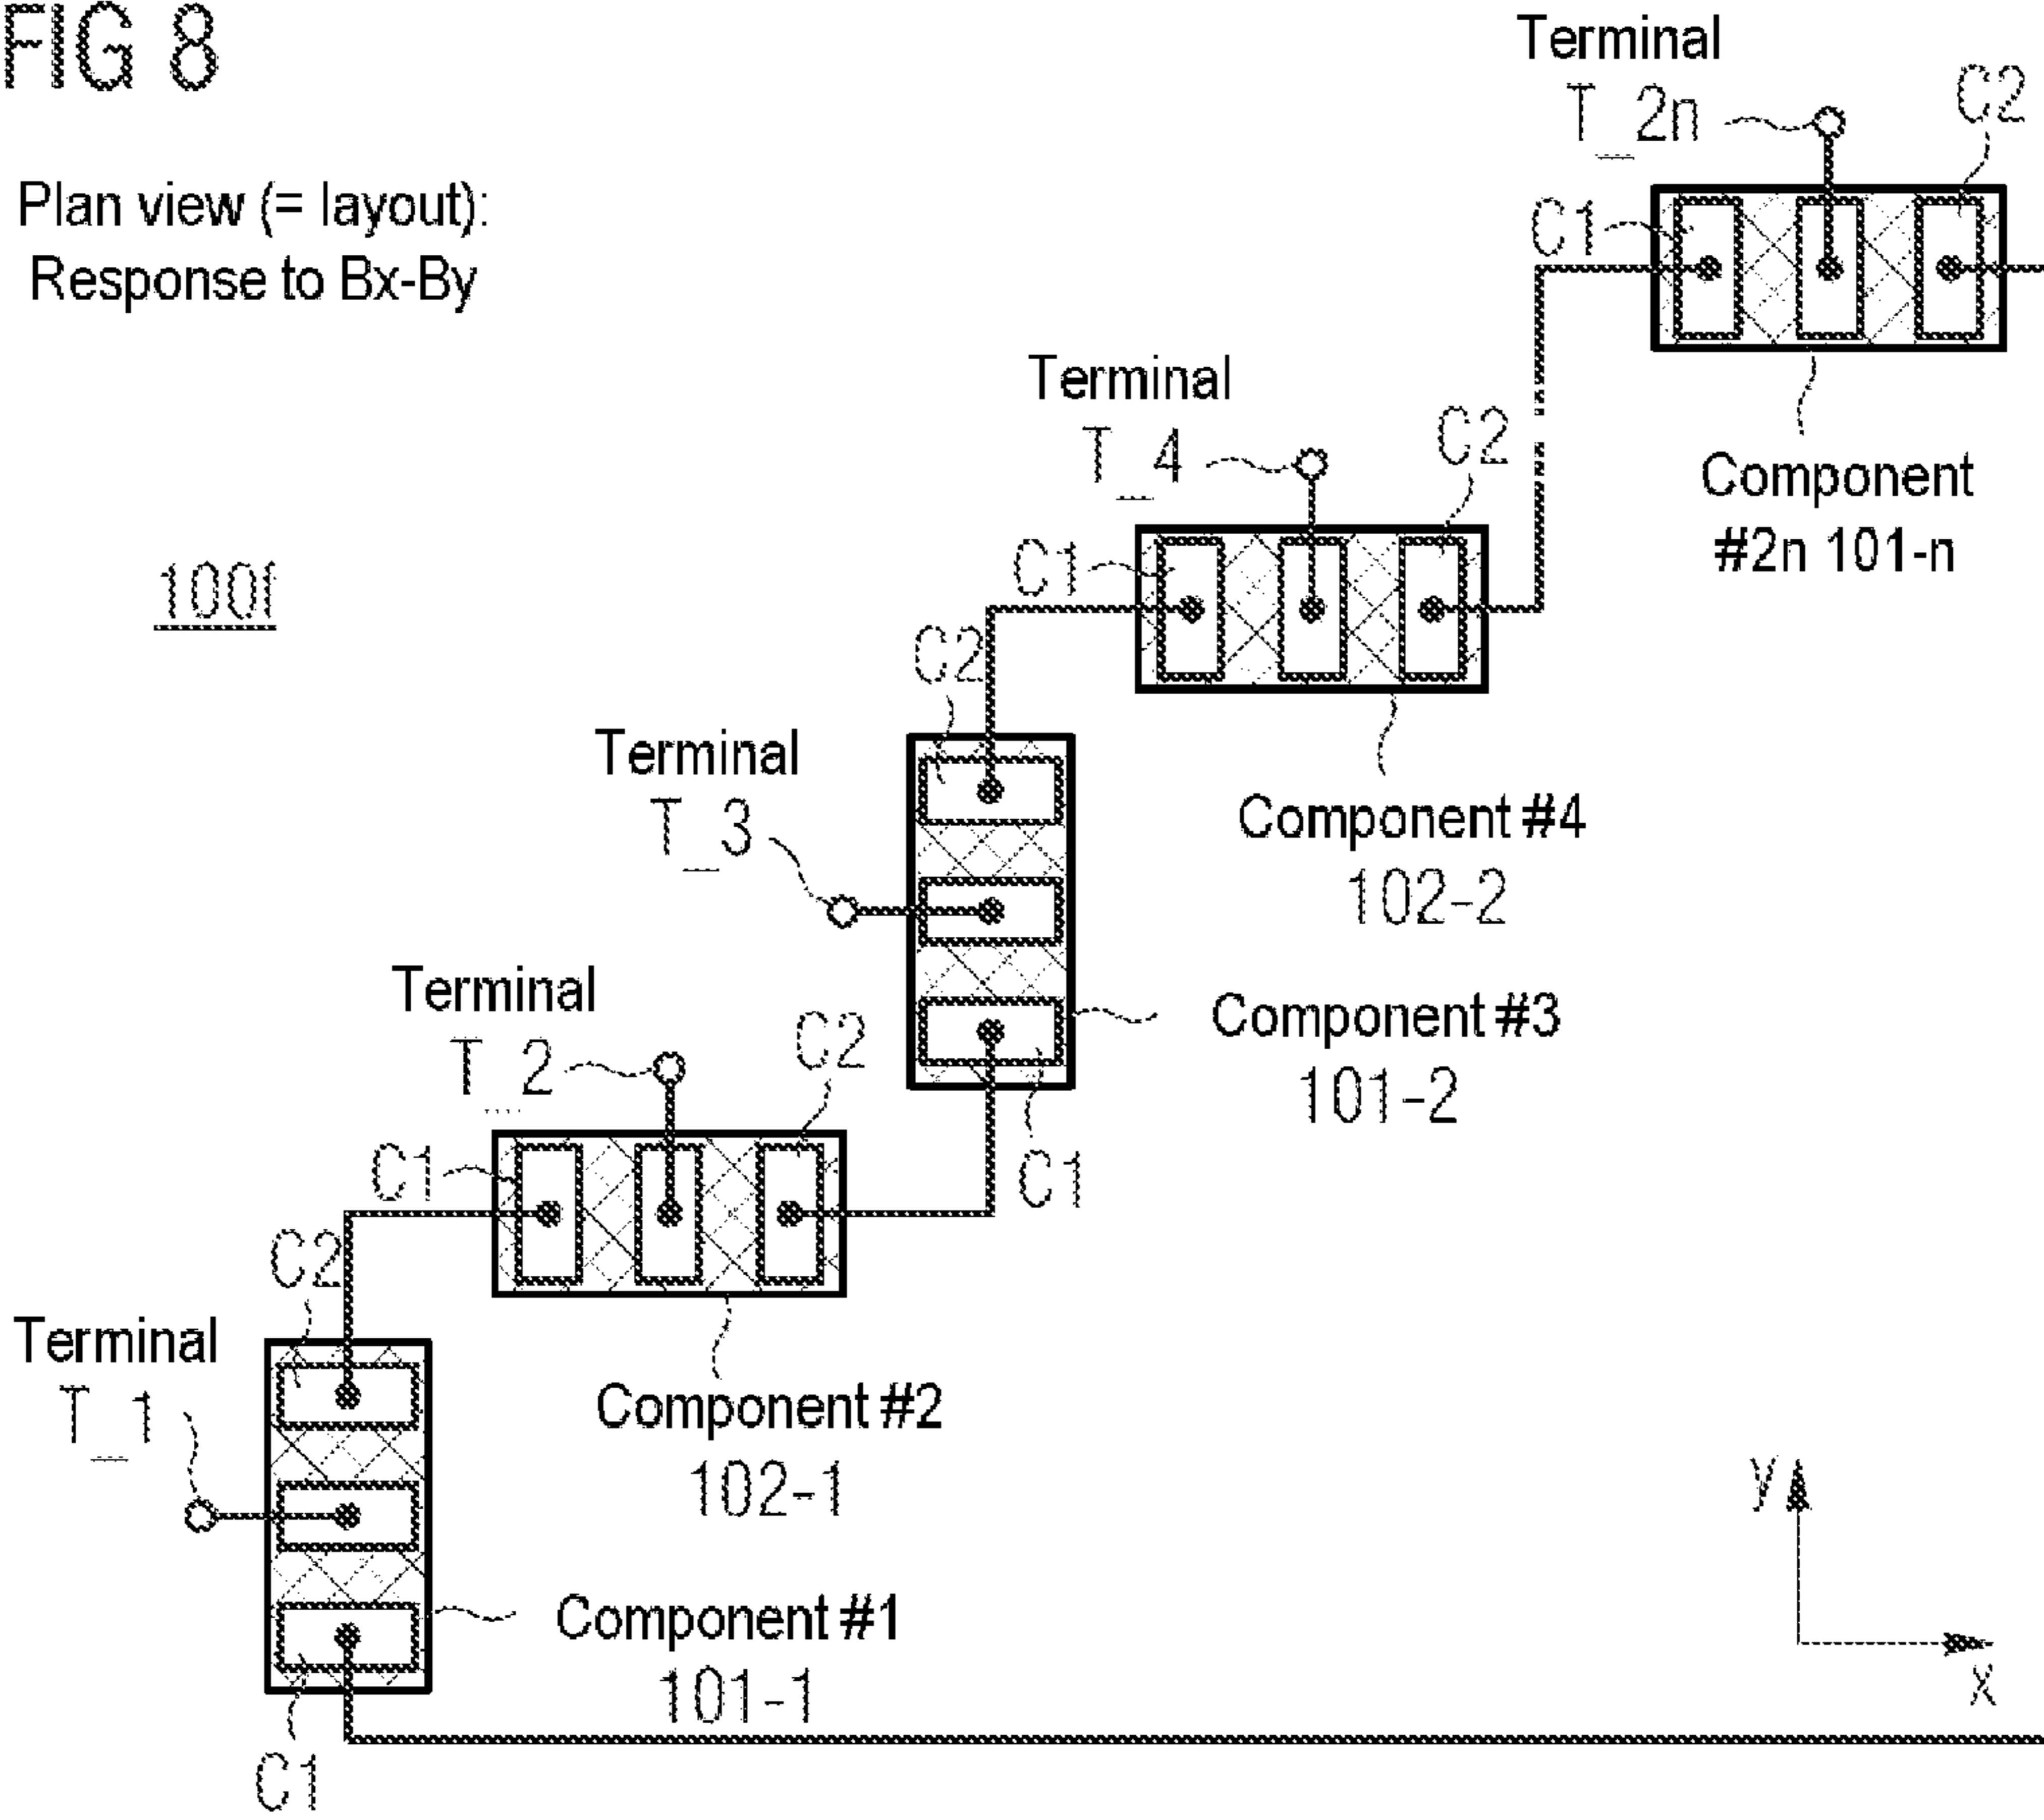 FIG 8
Terminal
T_2n
C2
Plan view (= layout):
Response to Bx-By
C1
Terminal
T_4
C2
Component
#2n 101-n
100f
C1
C2
Terminal
T_3
Component #4
102-2
Terminal
T_2
C2
Component #3
101-2
C1
C1
C2
Terminal
T_1
Component #2
102-1
y
Component #1
101-1
x
C1